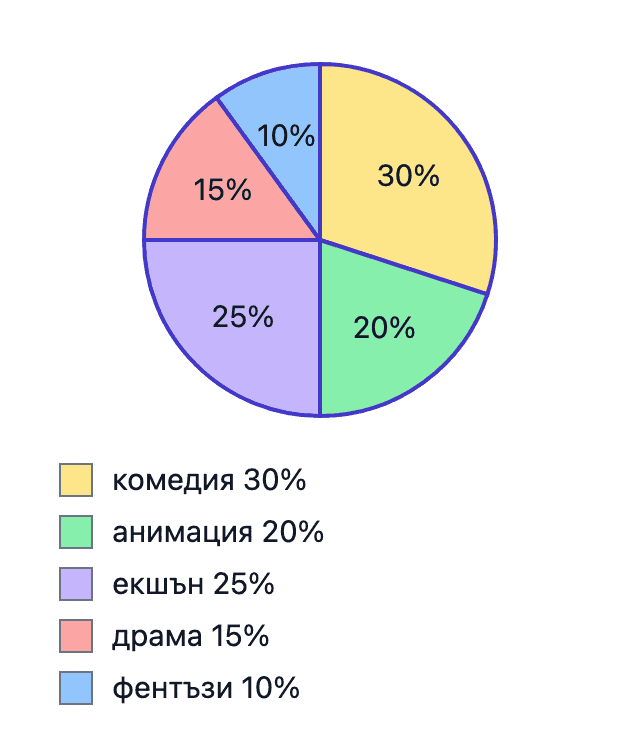 10%
30%
15%
25%
20%
комедия 30%
анимация 20%
екшън 25%
драма 15%
фентъзи 10%